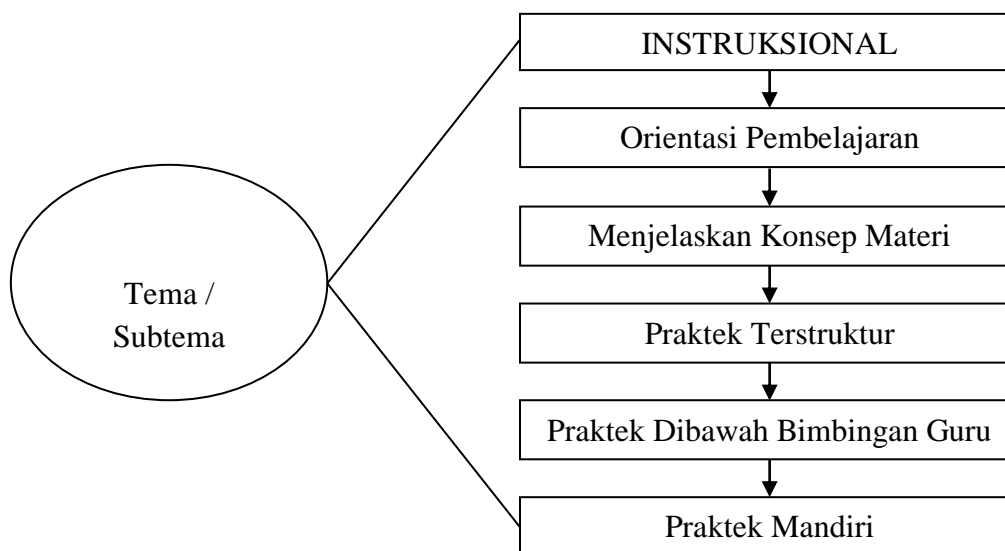 Tema /
Subtema
INSTRUKSIONAL
Orientasi Pembelajaran
Menjelaskan Konsep Materi
Praktek Terstruktur
Praktek Dibawah Bimbingan Guru
Praktek Mandiri